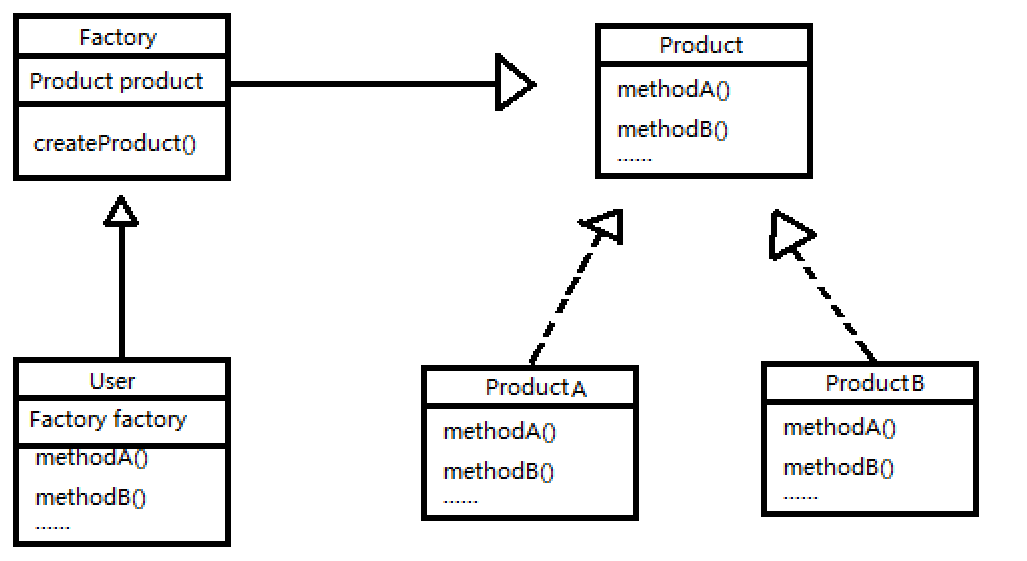 Factory
Product product
createProduct()
Product
methodA()
methodB()
......
User
Factory factory
methodA()
methodB()
......
ProductA
methodA()
methodB()
......
ProductB
methodA()
methodB()
......